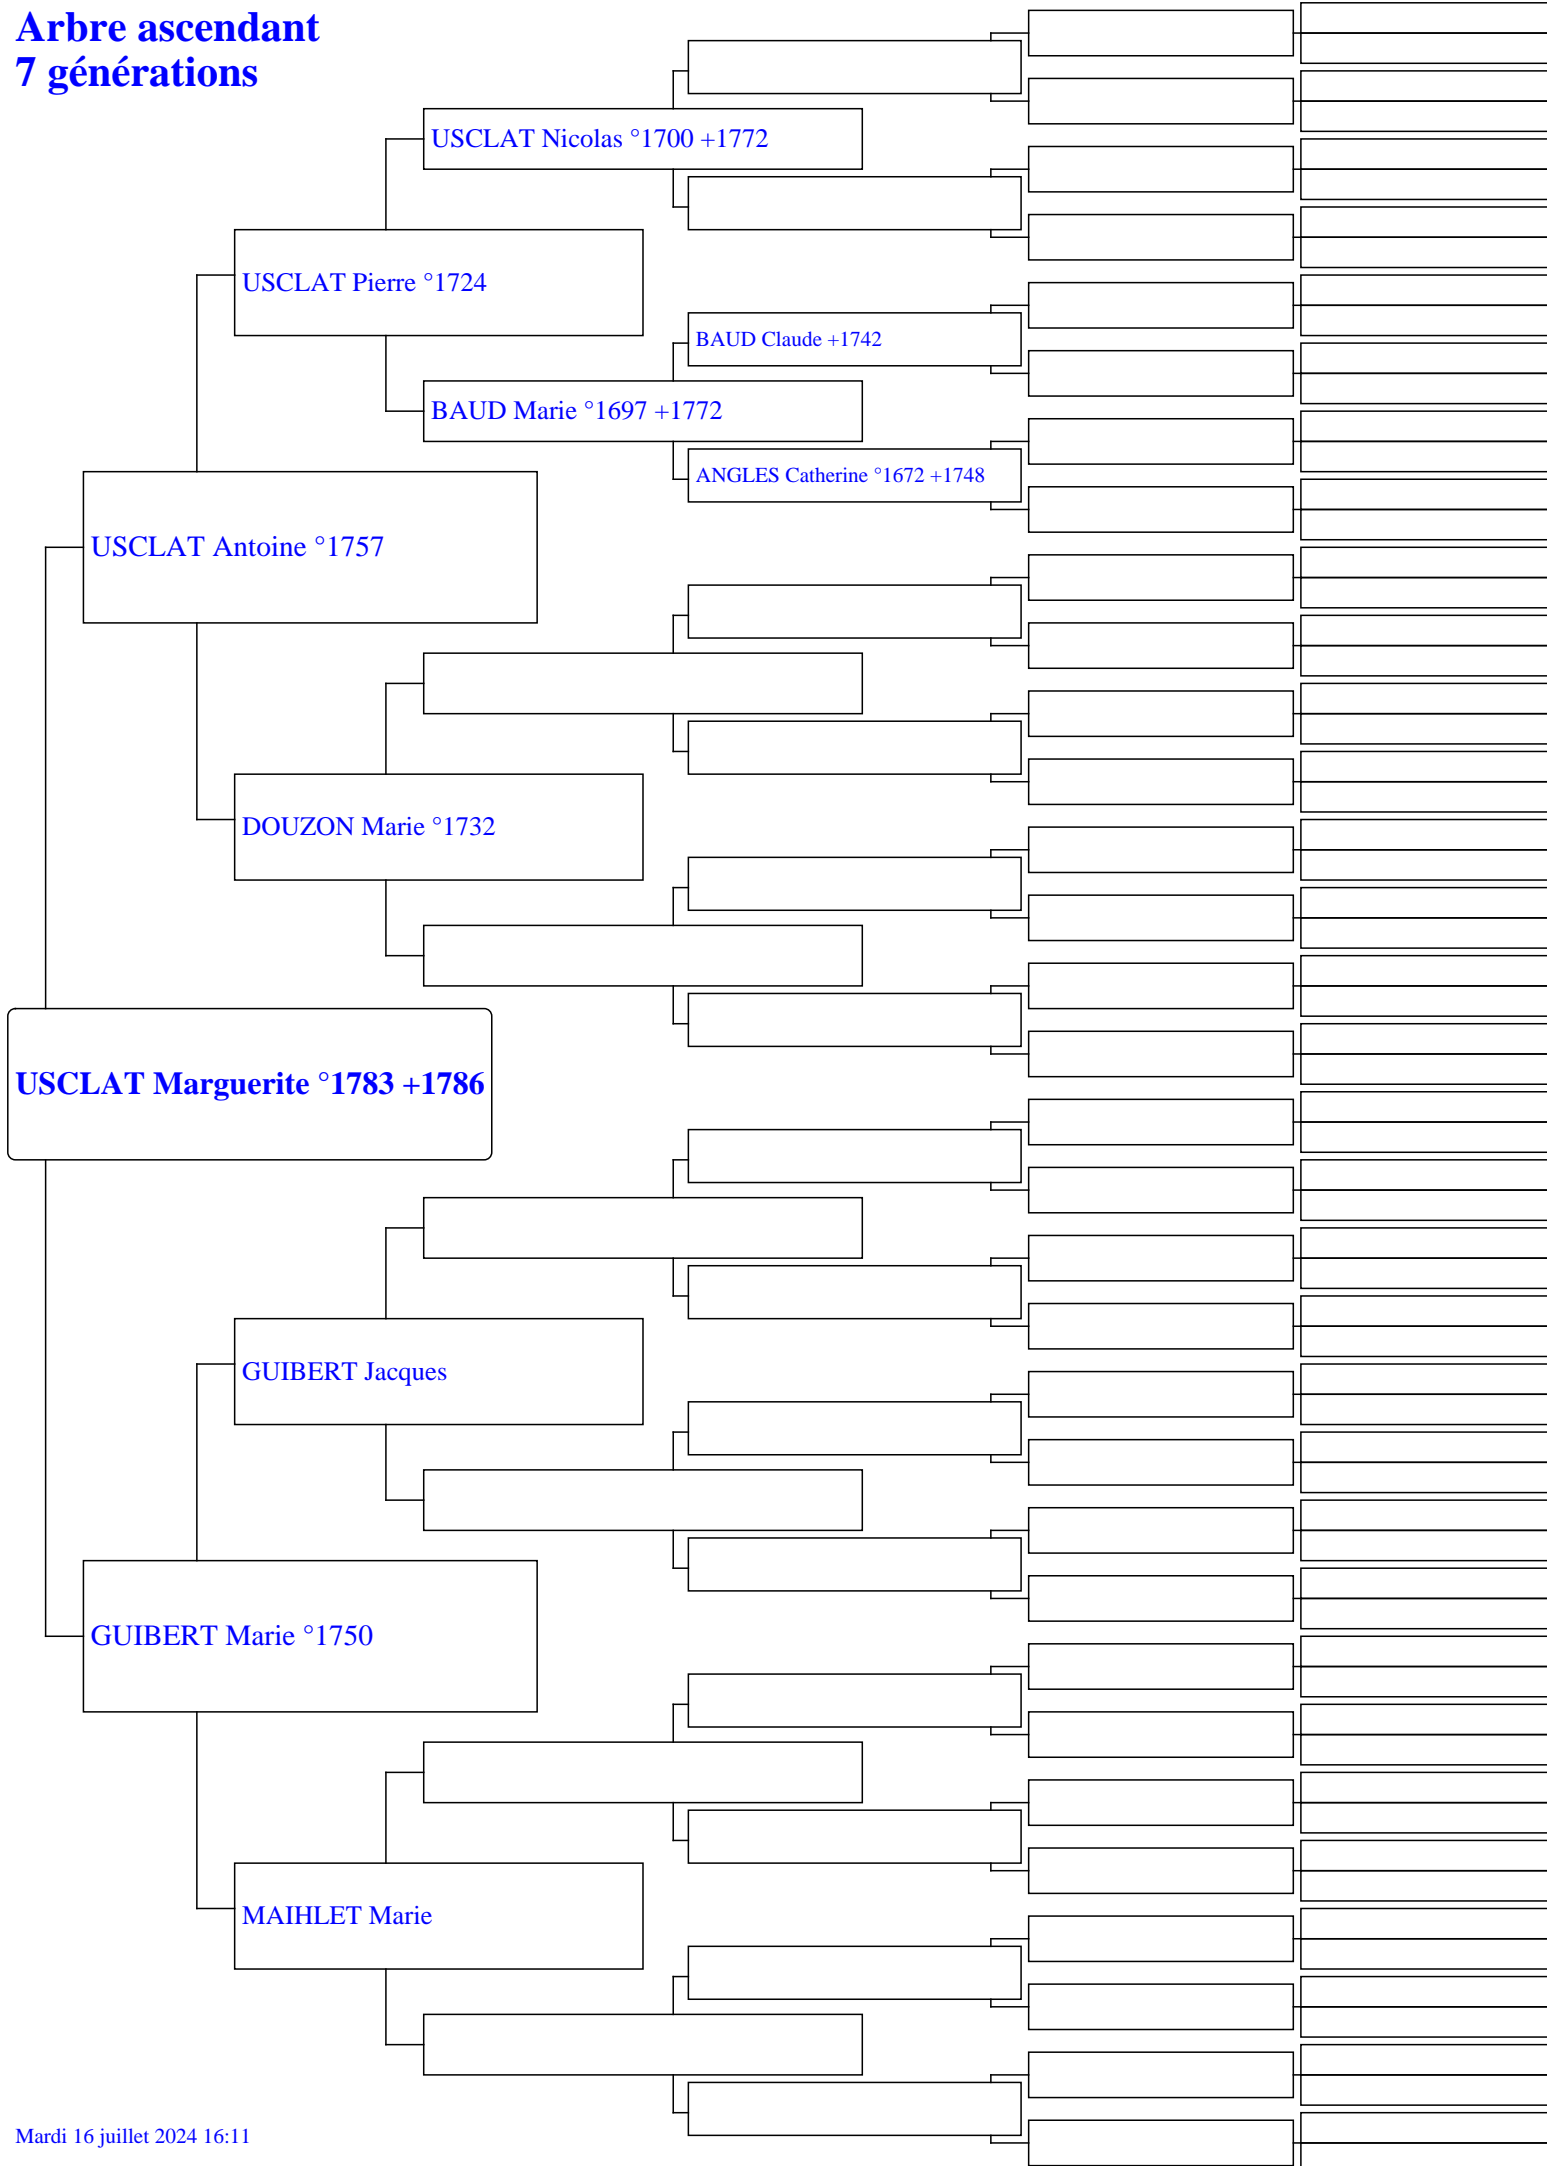 Arbre ascendant
7 générations
USCLAT Nicolas °1700 +1772
USCLAT Pierre °1724
BAUD Claude +1742
BAUD Marie °1697 +1772
ANGLES Catherine °1672 +1748
USCLAT Antoine °1757
DOUZON Marie °1732
USCLAT Marguerite °1783 +1786
GUIBERT Jacques
GUIBERT Marie °1750
MAIHLET Marie
Mardi 16 juillet 2024 16:11